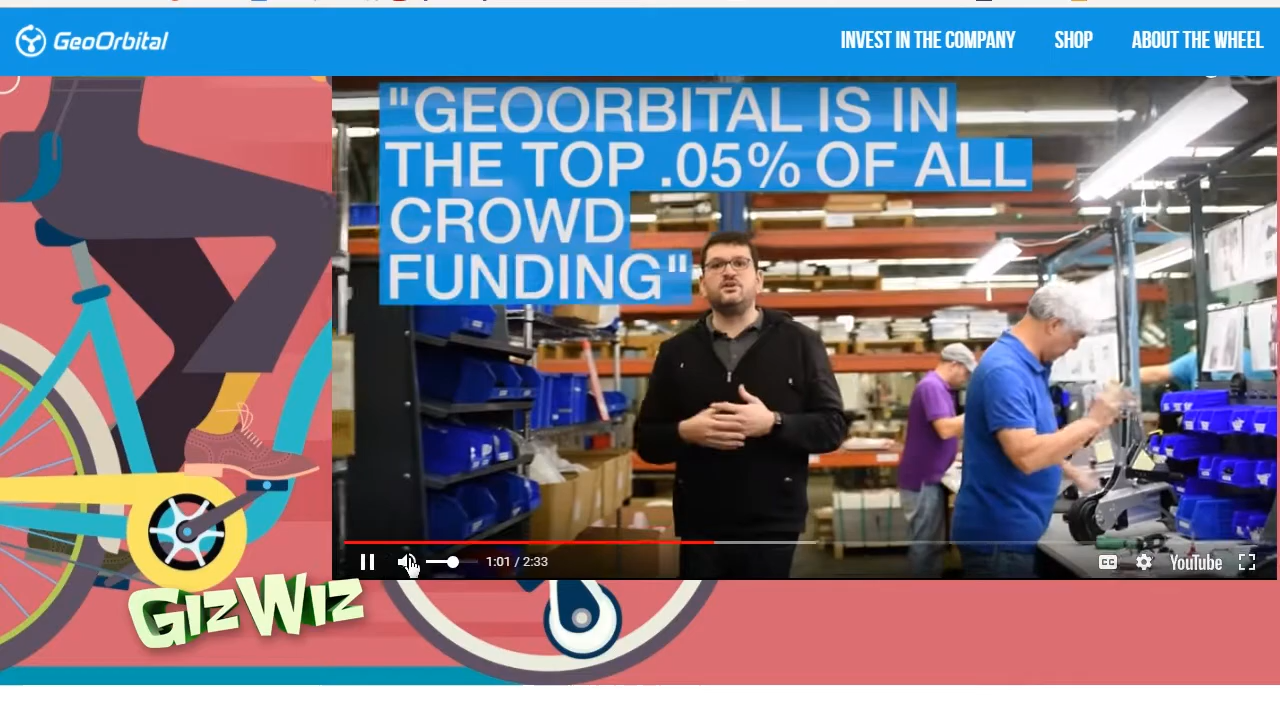 GeoOrbital
INVEST IN THE COMPANY
SHOP
ABOUT THE WHEEL
"GEOORBITAL IS IN
THE TOP .05% OF ALL
CROWD
FUNDING"
1:01 / 2:33
CC
YouTube
GizWiz